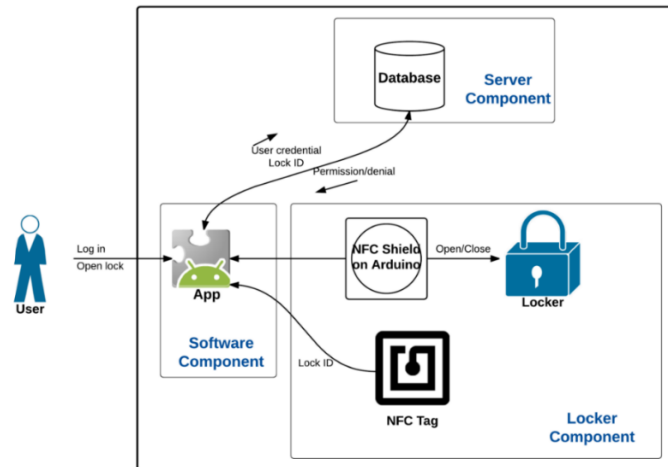 Database
Server
Component
User credential
Lock ID
Permission/denial
Log in
Open lock
User
App
Software
Component
NFC Shield
on Arduino
Open/Close
Locker
Lock ID
NFC Tag
Locker
Component